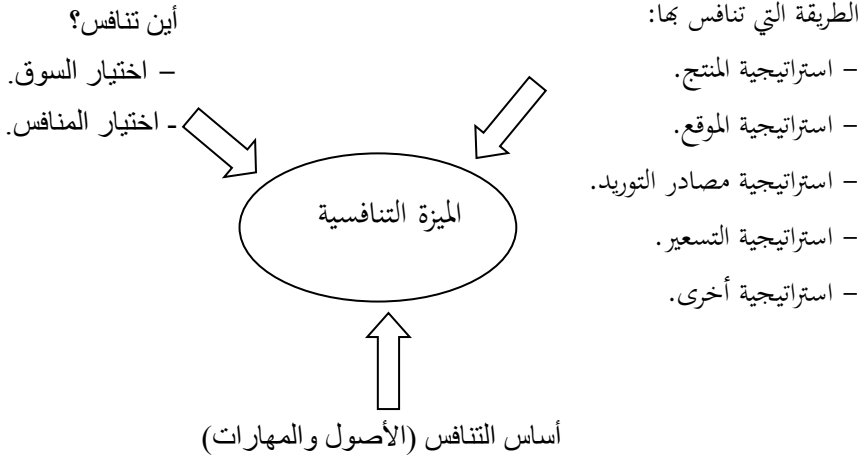 الطريقة التي تنافس بها:
– استراتيجية المنتج.
– استراتيجية الموقع.
– استراتيجية مصادر التوريد.
– استراتيجية التسعير.
– استراتيجية أخرى.
أين تنافس؟
– اختيار السوق.
- اختيار المنافس.
الميزة التنافسية
أساس التنافس (الأصول والمهارات)